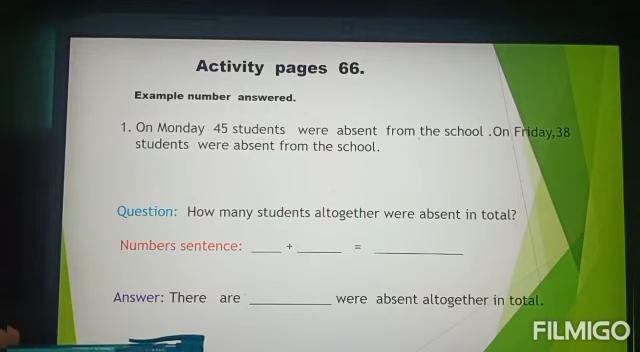 Activity pages 66.
Example number answered.
1. On Monday 45 students were absent from the school .On Friday,38
students were absent from the school.
Question: How many students altogether were absent in total?
Numbers sentence: ____ + ______ = ____________
Answer: There are ___________ were absent altogether in total.
FILMIGO